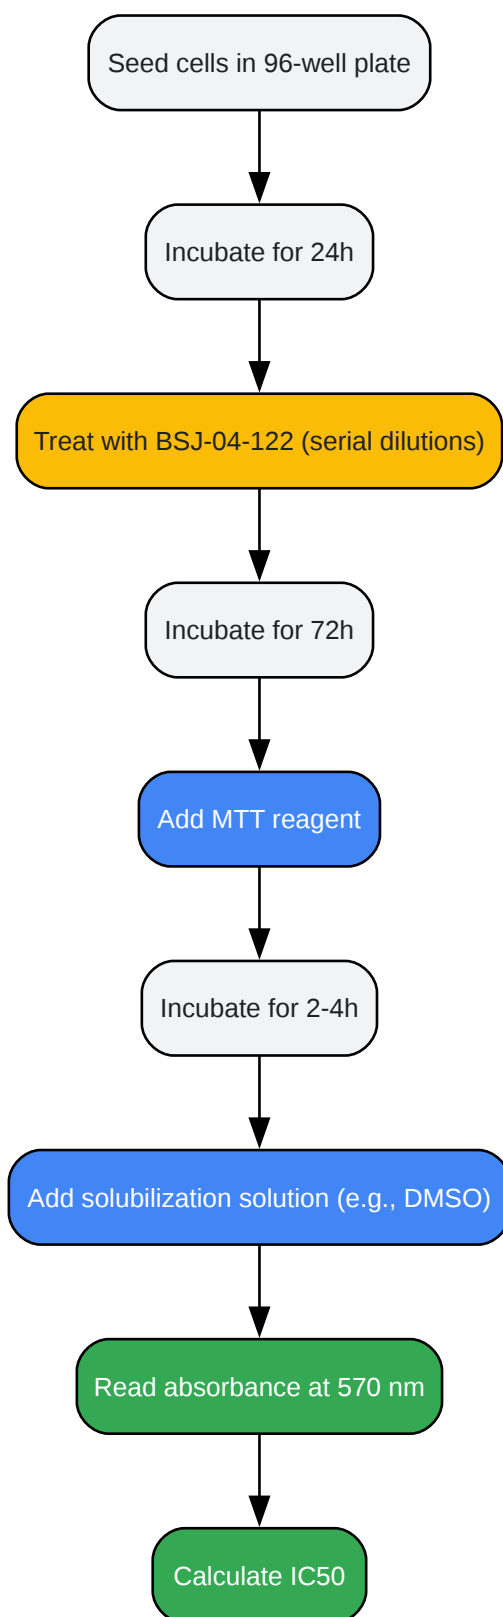 Seed cells in 96-well plate
Incubate for 24h
Treat with BSJ-04-122 (serial dilutions)
Incubate for 72h
Add MTT reagent
Incubate for 2-4h
Add solubilization solution (e.g., DMSO)
Read absorbance at 570 nm
Calculate IC50